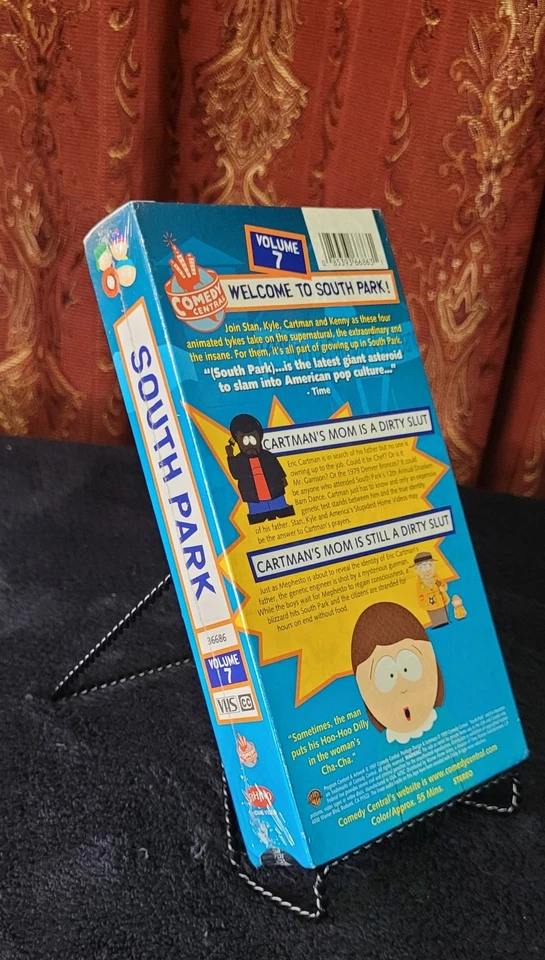 VOLUME
7
COMEDY
CENTRAL
WELCOME TO SOUTH PARK!
Join Stan, Kyle, Cartman and Kenny as these four
animated tykes take on the supernatural, the extraordinary and
the insane. For them, it's all part of growing up in South Park.
"(South Park)...is the latest giant asteroid
to slam into American pop culture..."
- Time
CARTMAN'S MOM IS A DIRTY SLUT
Eric Cartman is in search of his father but no one is
owning up to the job. Could it be Chef? Or is it
Mr. Garrison? Or the 1979 Denver Broncos? It could
be anyone who attended South Park's 12th Annual Drunken
Barn Dance. Cartman just has to know and only an expensive
genetic test stands between him and the true identity
of his father. Stan, Kyle and America's Stupidest Home Videos may
be the answer to Cartman's prayers.
CARTMAN'S MOM IS STILL A DIRTY SLUT
Just as Mephesto is about to reveal the identity of Eric Cartman's
father, the genetic engineer is shot by a mysterious gunman.
While the boys wait for Mephesto to regain consciousness, a
blizzard hits South Park and the citizens are stranded for
hours on end without food.
"Sometimes, the man
puts his Hoo-Hoo Dilly
in the woman's
Cha-Cha."
Comedy Central's website is www.comedycentral.com
Color/Approx. 55 Mins. STEREO
SOUTH PARK
36686
VOLUME
7
VHS CC
RHINO